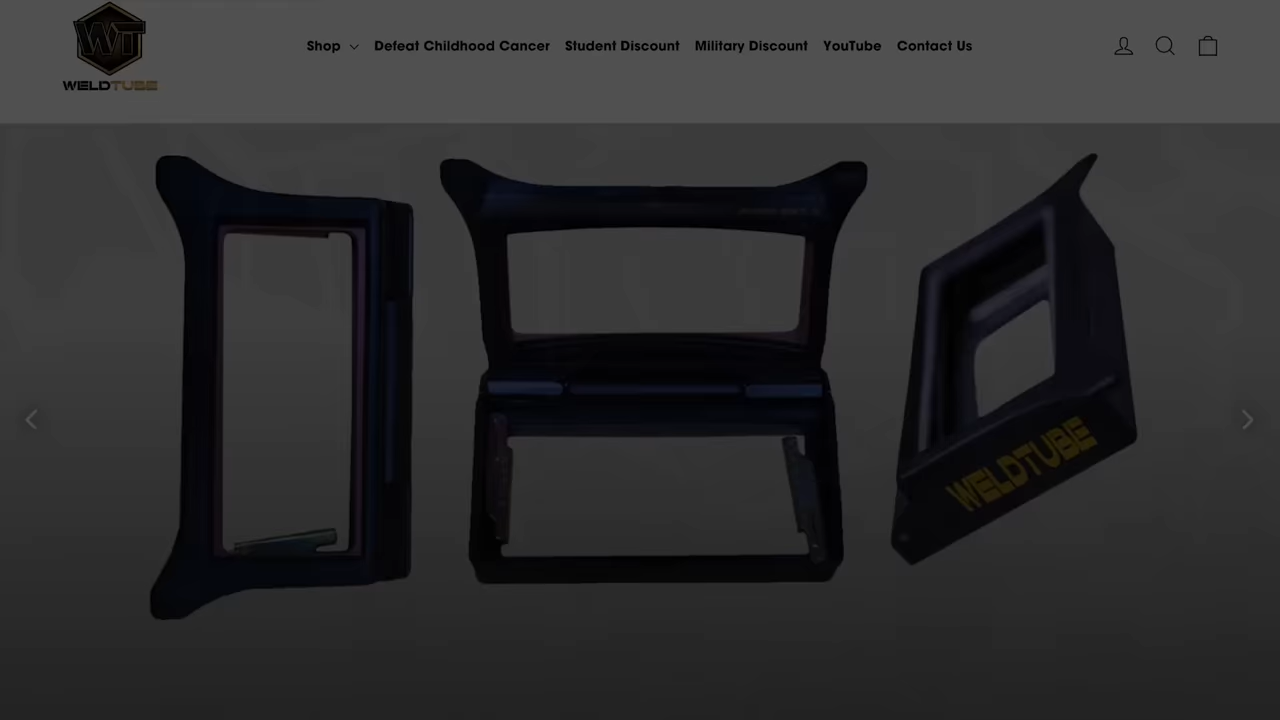 WT
Shop
Defeat Childhood Cancer
Student Discount
Military Discount
YouTube
Contact Us
WELDTUBE
WELDTUBE